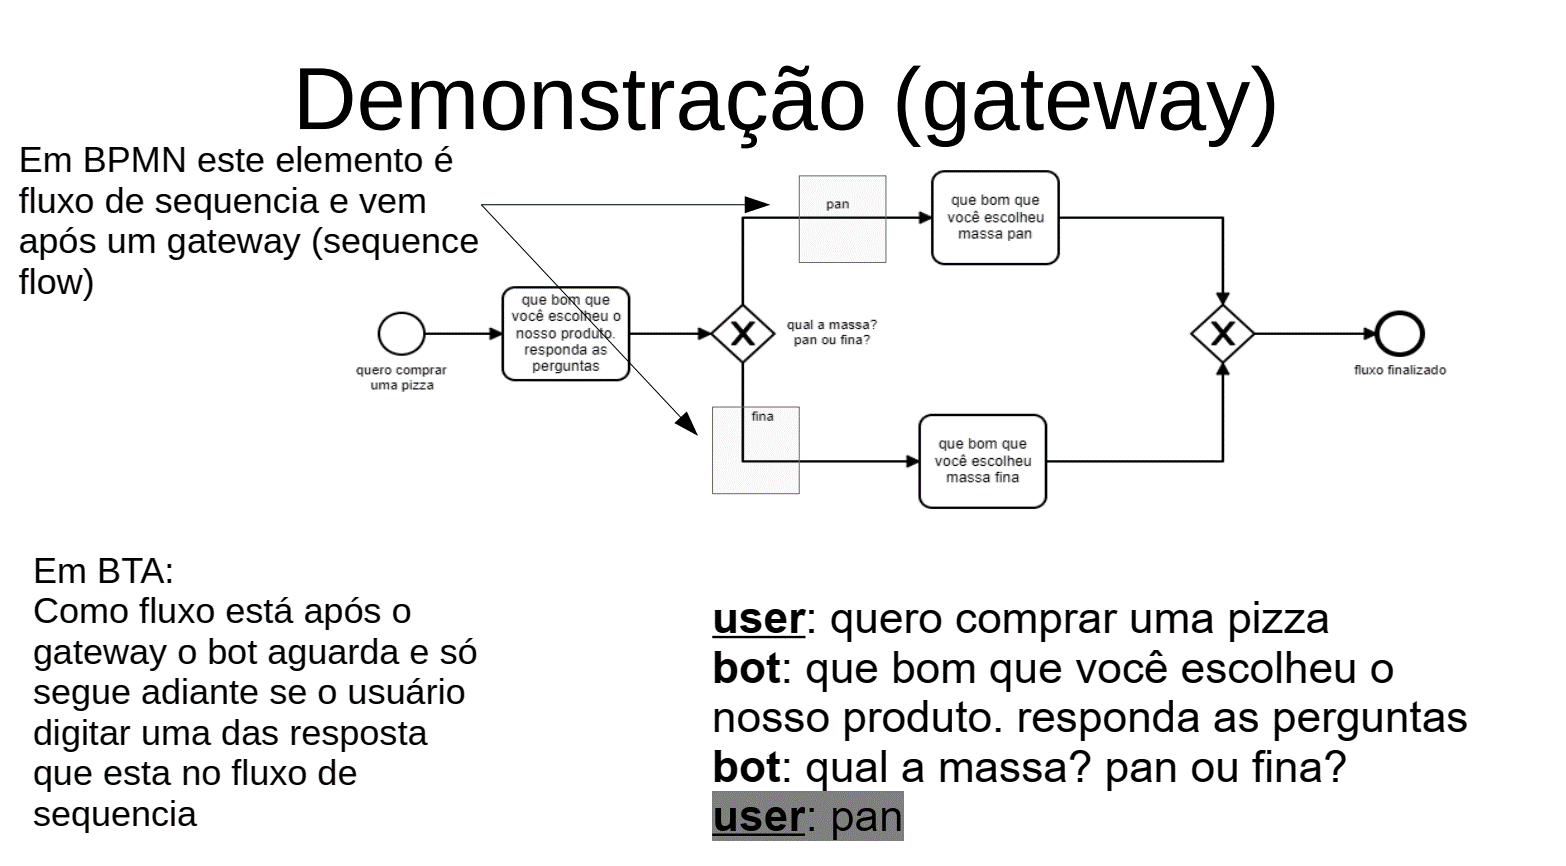 Demonstração (gateway)
Em BPMN este elemento é
fluxo de sequencia e vem
após um gateway (sequence
flow)
pan
que bom que
você escolheu
massa pan
que bom que
você escolheu o
nosso produto.
responda as
perguntas
X
qual a massa?
pan ou fina?
X
quero comprar
uma pizza
fluxo finalizado
fina
que bom que
você escolheu
massa fina
Em BTA:
Como fluxo está após o
gateway o bot aguarda e só
segue adiante se o usuário
digitar uma das resposta
que esta no fluxo de
sequencia
user: quero comprar uma pizza
bot: que bom que você escolheu o
nosso produto. responda as perguntas
bot: qual a massa? pan ou fina?
user: pan